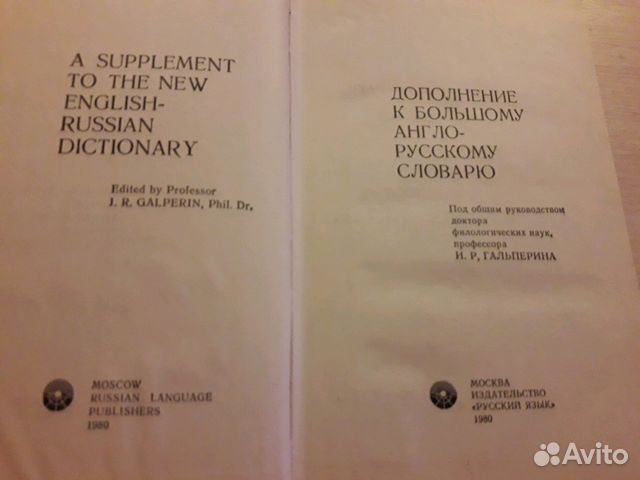 A SUPPLEMENT
TO THE NEW
ENGLISH-
RUSSIAN
DICTIONARY
Edited by Professor
J. R. GALPERIN, Phil. Dr.
MOSCOW
RUSSIAN LANGUAGE
PUBLISHERS
1980
ДОПОЛНЕНИЕ
К БОЛЬШОМУ
АНГЛО-
РУССКОМУ
СЛОВАРЮ
Под общим руководством
доктора
филологических наук,
профессора
И. Р. ГАЛЬПЕРИНА
МОСКВА
ИЗДАТЕЛЬСТВО
«РУССКИЙ ЯЗЫК»
1980
Avito